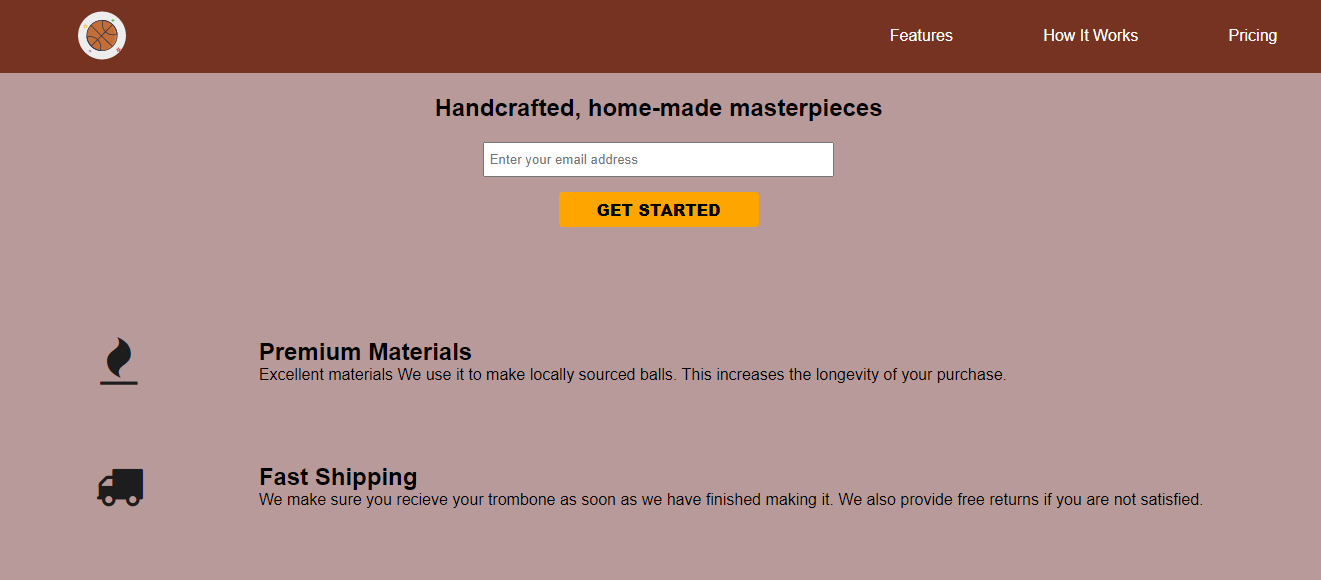 Features
How It Works
Pricing
Handcrafted, home-made masterpieces
Enter your email address
GET STARTED
Premium Materials
Excellent materials We use it to make locally sourced balls. This increases the longevity of your purchase.
Fast Shipping
We make sure you recieve your trombone as soon as we have finished making it. We also provide free returns if you are not satisfied.